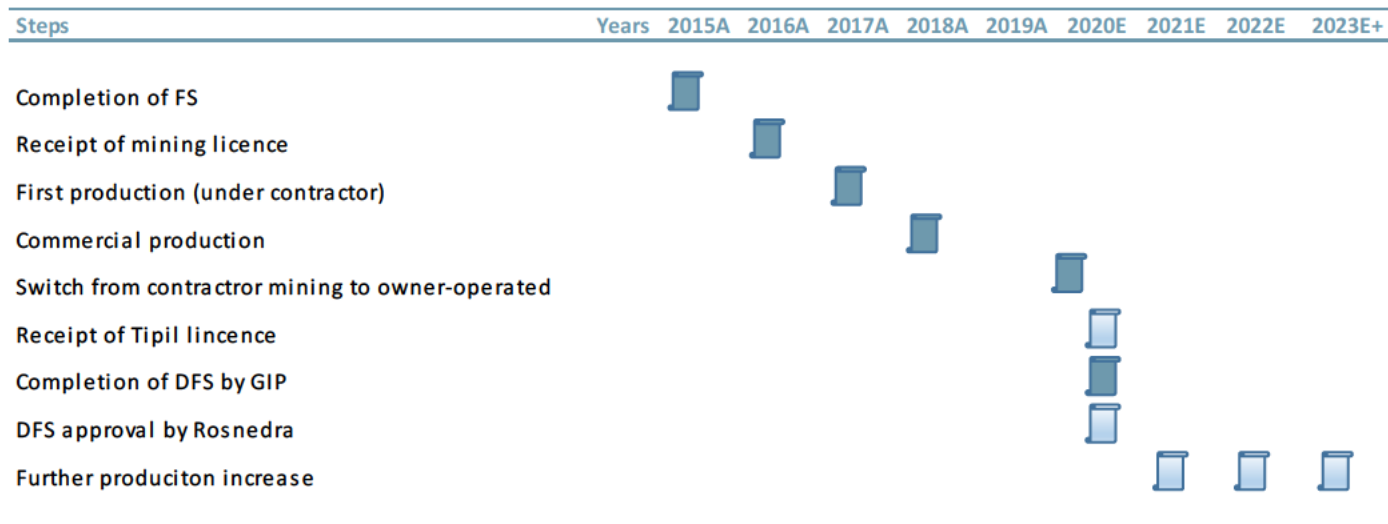 Steps Years 2015A 2016A 2017A 2018A 2019A 2020E 2021E 2022E 2023E+
Completion of FS
Receipt of mining licence
First production (under contractor)
Commercial production
Switch from contractror mining to owner-operated
Receipt of Tipil lincence
Completion of DFS by GIP
DFS approval by Rosnedra
Further produciton increase